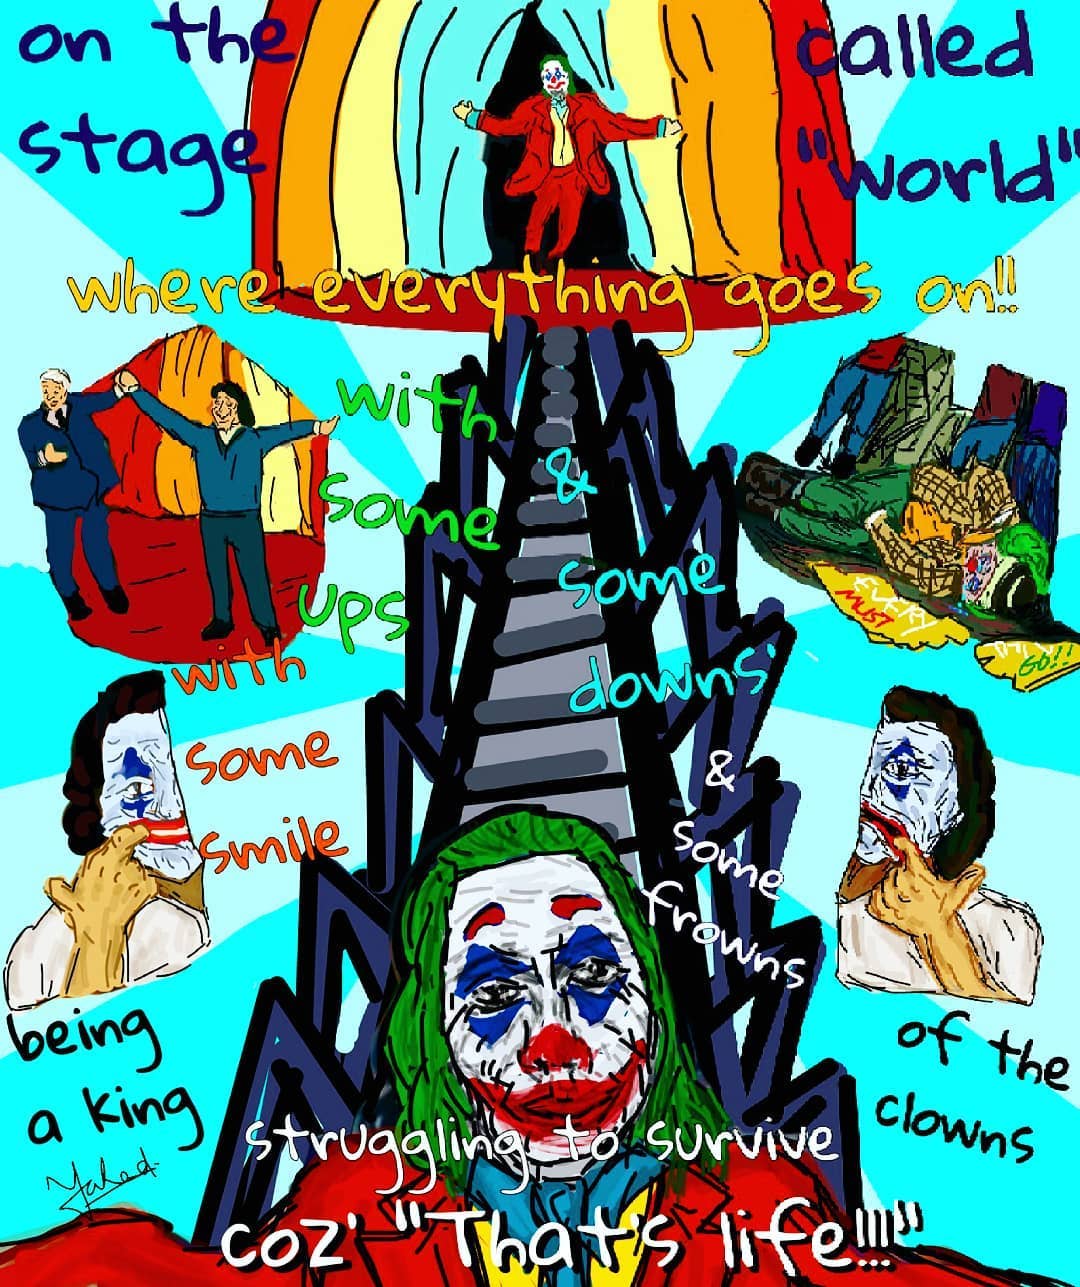 on the
stage
called
"world"
where everything goes on!!
with
some
ups
&
some
downs
EVERY
MUST
GO!!
with
some
smile
&
some
frowns
being
a king
of the
clowns
struggling to survive
coz' "That's life!!!"